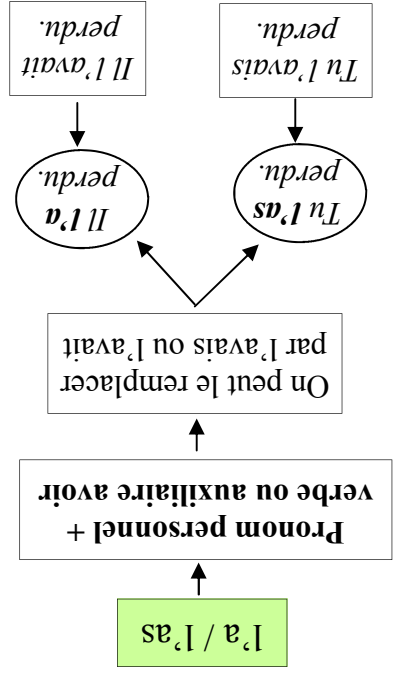 l'a / l'as
Pronom personnel +
verbe ou auxiliaire avoir
On peut le remplacer
par l'avais ou l'avait
Tu l'as
perdu.
Il l'a
perdu.
Tu l'avais
perdu.
Il l'avait
perdu.